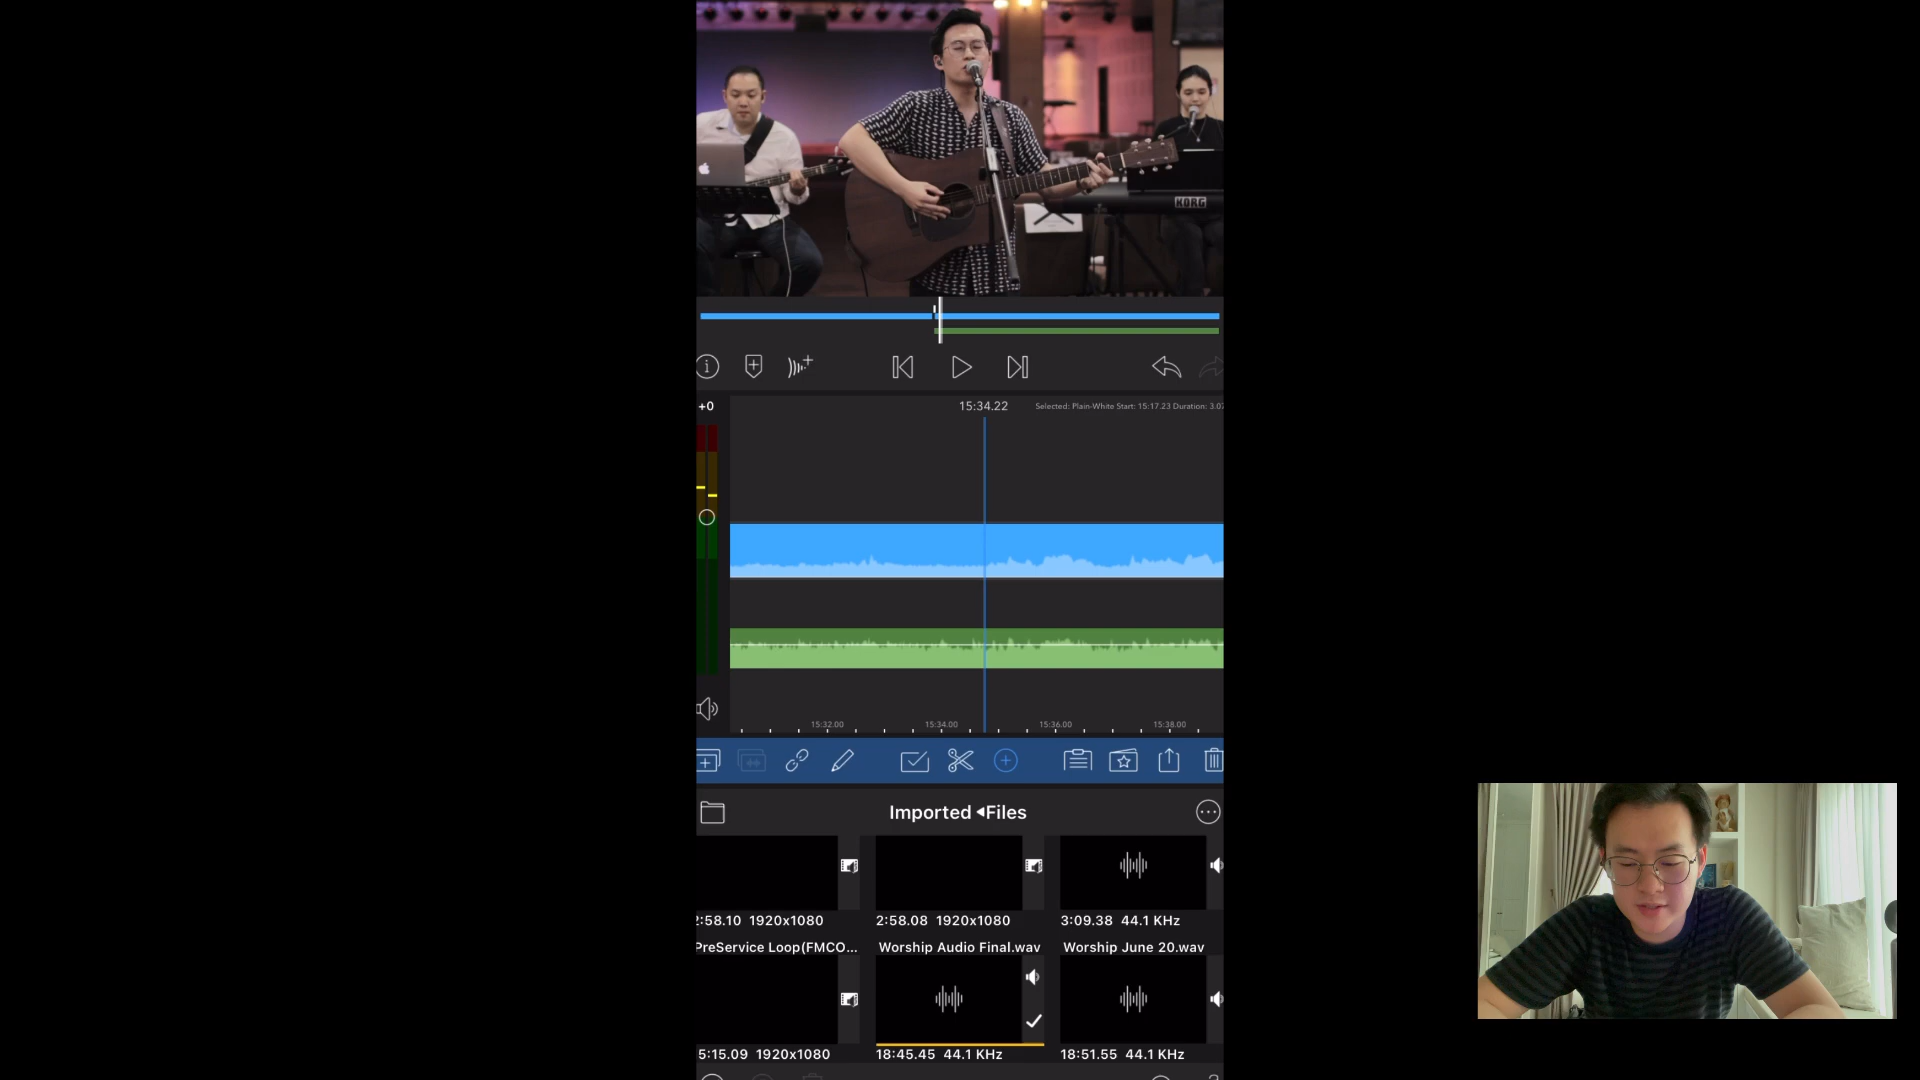 KORG
+0
15:34.22
Selected: Plain-White Start: 15:17.23 Duration: 3.07
15:32.00 15:34.00 15:36.00 15:38.00
Imported ◂Files
2:58.10 1920x1080
2:58.08 1920x1080
3:09.38 44.1 KHz
PreService Loop(FMCO...
Worship Audio Final.wav
Worship June 20.wav
5:15.09 1920x1080
18:45.45 44.1 KHz
18:51.55 44.1 KHz